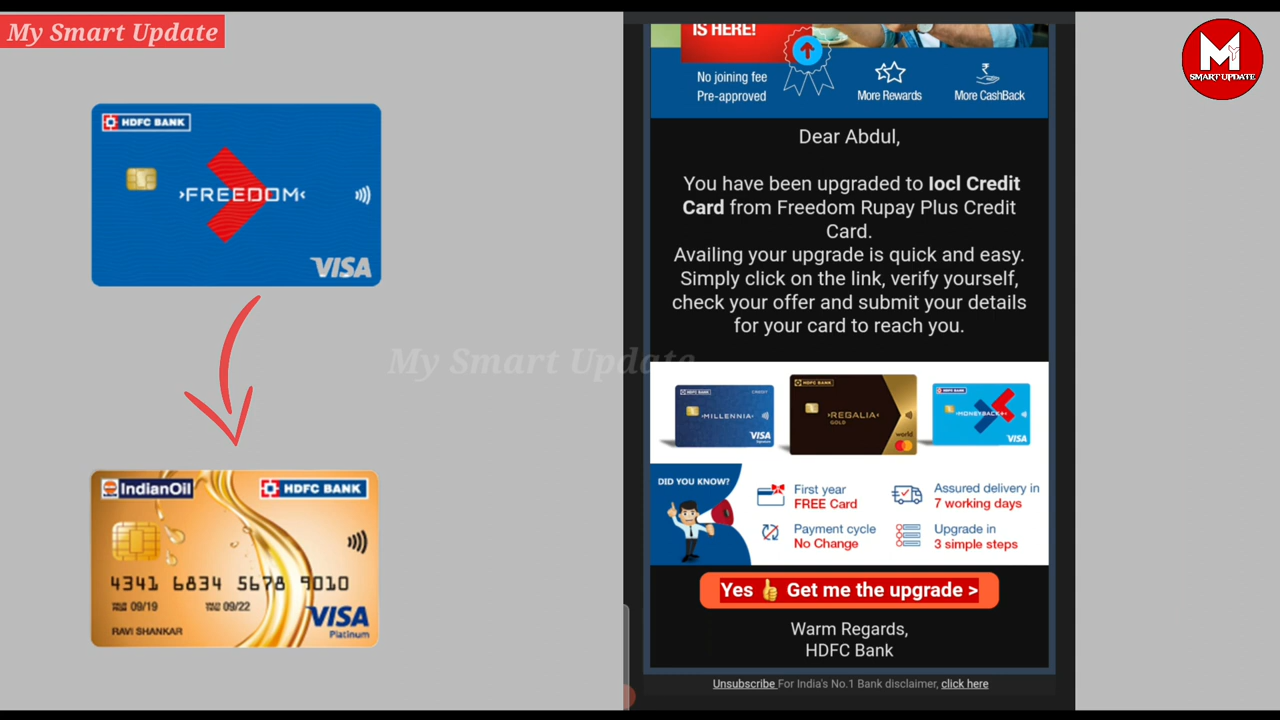 My Smart Update
HDFC BANK
FREEDOM
VISA
IndianOil
HDFC BANK
4341 6834 5678 9010
09/19
09/22
RAVI SHANKAR
VISA
Platinum
My Smart Update
IS HERE!
No joining fee
Pre-approved
More Rewards
More CashBack
Dear Abdul,
You have been upgraded to Iocl Credit
Card from Freedom Rupay Plus Credit
Card.
Availing your upgrade is quick and easy.
Simply click on the link, verify yourself,
check your offer and submit your details
for your card to reach you.
HDFC BANK
MILLENNIA
VISA
HDFC BANK
REGALIA
GOLD
world
HDFC BANK
MONEYBACK+
VISA
DID YOU KNOW?
First year
FREE Card
Assured delivery in
7 working days
Payment cycle
No Change
Upgrade in
3 simple steps
Yes 👍 Get me the upgrade >
Warm Regards,
HDFC Bank
Unsubscribe For India's No.1 Bank disclaimer, click here
M
SMART UPDATE